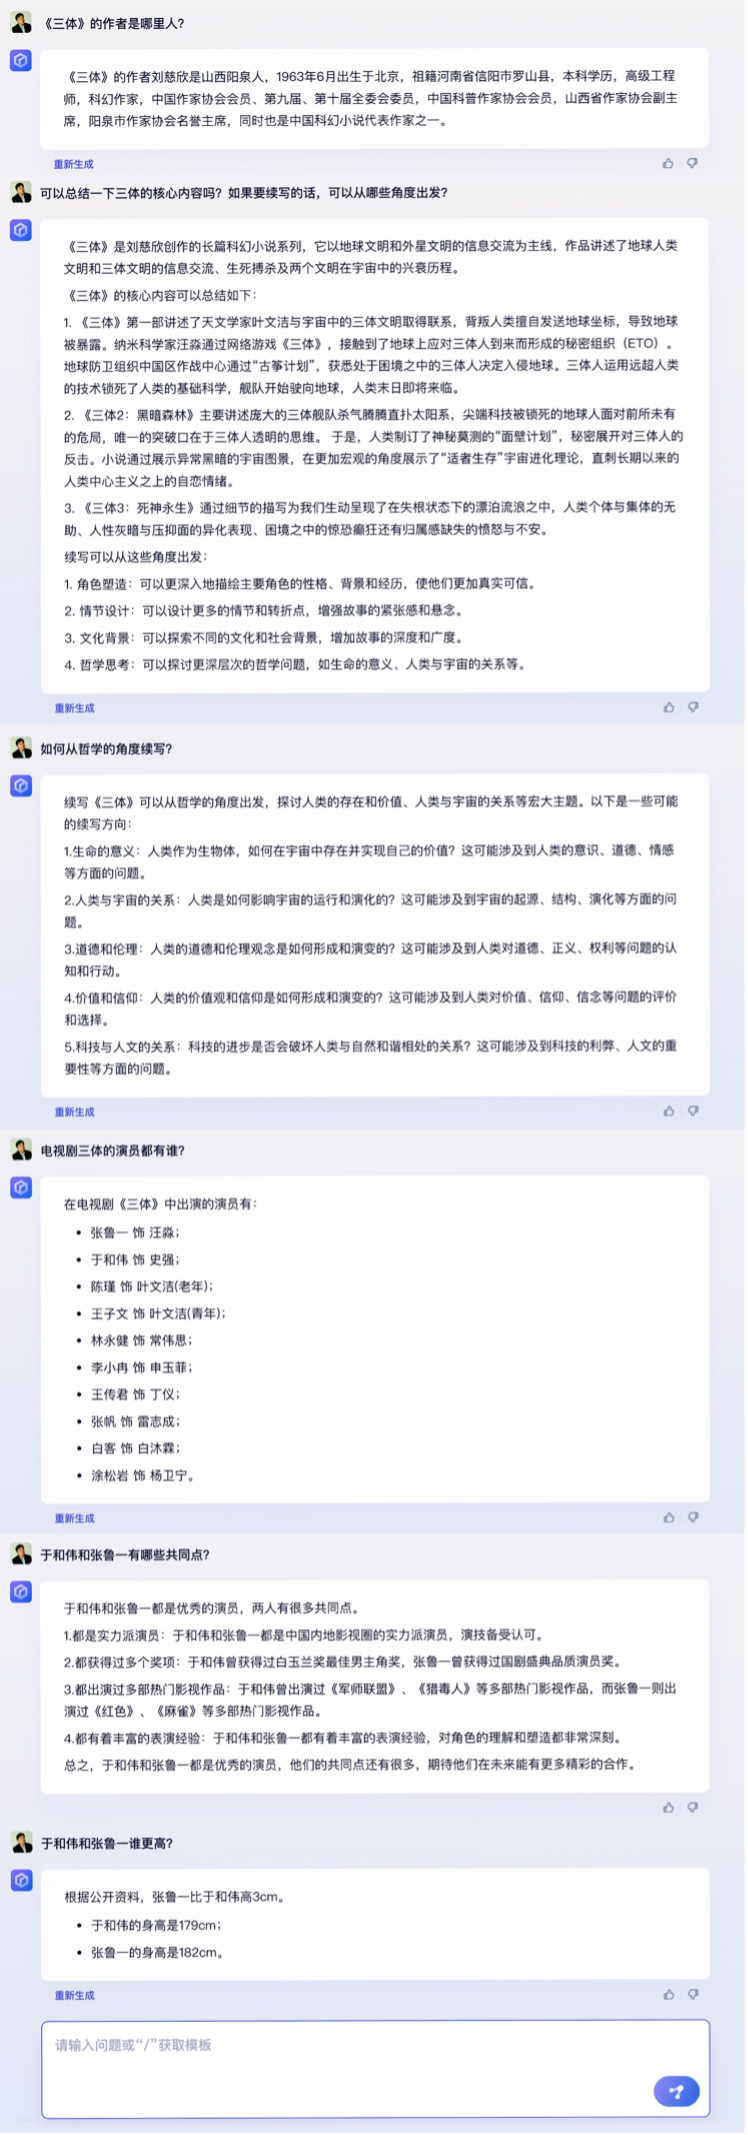 《三体》的作者是哪里人？
《三体》的作者刘慈欣是山西阳泉人，1963年6月出生于北京，祖籍河南省信阳市罗山县，本科学历，高级工程
师，科幻作家，中国作家协会会员、第九届、第十届全委会委员，中国科普作家协会会员，山西省作家协会副主
席，阳泉市作家协会名誉主席，同时也是中国科幻小说代表作家之一。
重新生成
可以总结一下三体的核心内容吗？如果要续写的话，可以从哪些角度出发？
《三体》是刘慈欣创作的长篇科幻小说系列，它以地球文明和外星文明的信息交流为主线，作品讲述了地球人类
文明和三体文明的信息交流、生死搏杀及两个文明在宇宙中的兴衰历程。
《三体》的核心内容可以总结如下：
1. 《三体》第一部讲述了天文学家叶文洁与宇宙中的三体文明取得联系，背叛人类擅自发送地球坐标，导致地球
被暴露。纳米科学家汪淼通过网络游戏《三体》，接触到了地球上应对三体人到来而形成的秘密组织（ETO）。
地球防卫组织中国区作战中心通过“古筝计划”，获悉处于困境之中的三体人决定入侵地球。三体人运用远超人类
的技术锁死了人类的基础科学，舰队开始驶向地球，人类末日即将来临。
2. 《三体2：黑暗森林》主要讲述庞大的三体舰队杀气腾腾直扑太阳系，尖端科技被锁死的地球人面对前所未有
的危局，唯一的突破口在于三体人透明的思维。 于是，人类制订了神秘莫测的“面壁计划”，秘密展开对三体人的
反击。小说通过展示异常黑暗的宇宙图景，在更加宏观的角度展示了“适者生存”宇宙进化理论，直刺长期以来的
人类中心主义之上的自恋情绪。
3. 《三体3：死神永生》通过细节的描写为我们生动呈现了在失根状态下的漂泊流浪之中，人类个体与集体的无
助、人性灰暗与压抑面的异化表现、困境之中的惊恐癫狂还有归属感缺失的愤怒与不安。
续写可以从这些角度出发：
1. 角色塑造：可以更深入地描绘主要角色的性格、背景和经历，使他们更加真实可信。
2. 情节设计：可以设计更多的情节和转折点，增强故事的紧张感和悬念。
3. 文化背景：可以探索不同的文化和社会背景，增加故事的深度和广度。
4. 哲学思考：可以探讨更深层次的哲学问题，如生命的意义、人类与宇宙的关系等。
重新生成
如何从哲学的角度续写？
续写《三体》可以从哲学的角度出发，探讨人类的存在和价值、人类与宇宙的关系等宏大主题。以下是一些可能
的续写方向：
1.生命的意义：人类作为生物体，如何在宇宙中存在并实现自己的价值？这可能涉及到人类的意识、道德、情感
等方面的问题。
2.人类与宇宙的关系：人类是如何影响宇宙的运行和演化的？这可能涉及到宇宙的起源、结构、演化等方面的问
题。
3.道德和伦理：人类的道德和伦理观念是如何形成和演变的？这可能涉及到人类对道德、正义、权利等问题的认
知和行动。
4.价值和信仰：人类的价值观和信仰是如何形成和演变的？这可能涉及到人类对价值、信仰、信念等问题的评价
和选择。
5.科技与人文的关系：科技的进步是否会破坏人类与自然和谐相处的关系？这可能涉及到科技的利弊、人文的重
要性等方面的问题。
重新生成
电视剧三体的演员都有谁？
在电视剧《三体》中出演的演员有：
• 张鲁一 饰 汪淼；
• 于和伟 饰 史强；
• 陈瑾 饰 叶文洁(老年)；
• 王子文 饰 叶文洁(青年)；
• 林永健 饰 常伟思；
• 李小冉 饰 申玉菲；
• 王传君 饰 丁仪；
• 张帆 饰 雷志成；
• 白客 饰 白沐霖；
• 涂松岩 饰 杨卫宁。
重新生成
于和伟和张鲁一有哪些共同点？
于和伟和张鲁一都是优秀的演员，两人有很多共同点。
1.都是实力派演员：于和伟和张鲁一都是中国内地影视圈的实力派演员，演技备受认可。
2.都获得过多个奖项：于和伟曾获得过白玉兰奖最佳男主角奖，张鲁一曾获得过国剧盛典品质演员奖。
3.都出演过多部热门影视作品：于和伟曾出演过《军师联盟》、《猎毒人》等多部热门影视作品，而张鲁一则出
演过《红色》、《麻雀》等多部热门影视作品。
4.都有着丰富的表演经验：于和伟和张鲁一都有着丰富的表演经验，对角色的理解和塑造都非常深刻。
总之，于和伟和张鲁一都是优秀的演员，他们的共同点还有很多，期待他们在未来能有更多精彩的合作。
于和伟和张鲁一谁更高？
根据公开资料，张鲁一比于和伟高3cm。
• 于和伟的身高是179cm；
• 张鲁一的身高是182cm。
重新生成
请输入问题或“/”获取模板